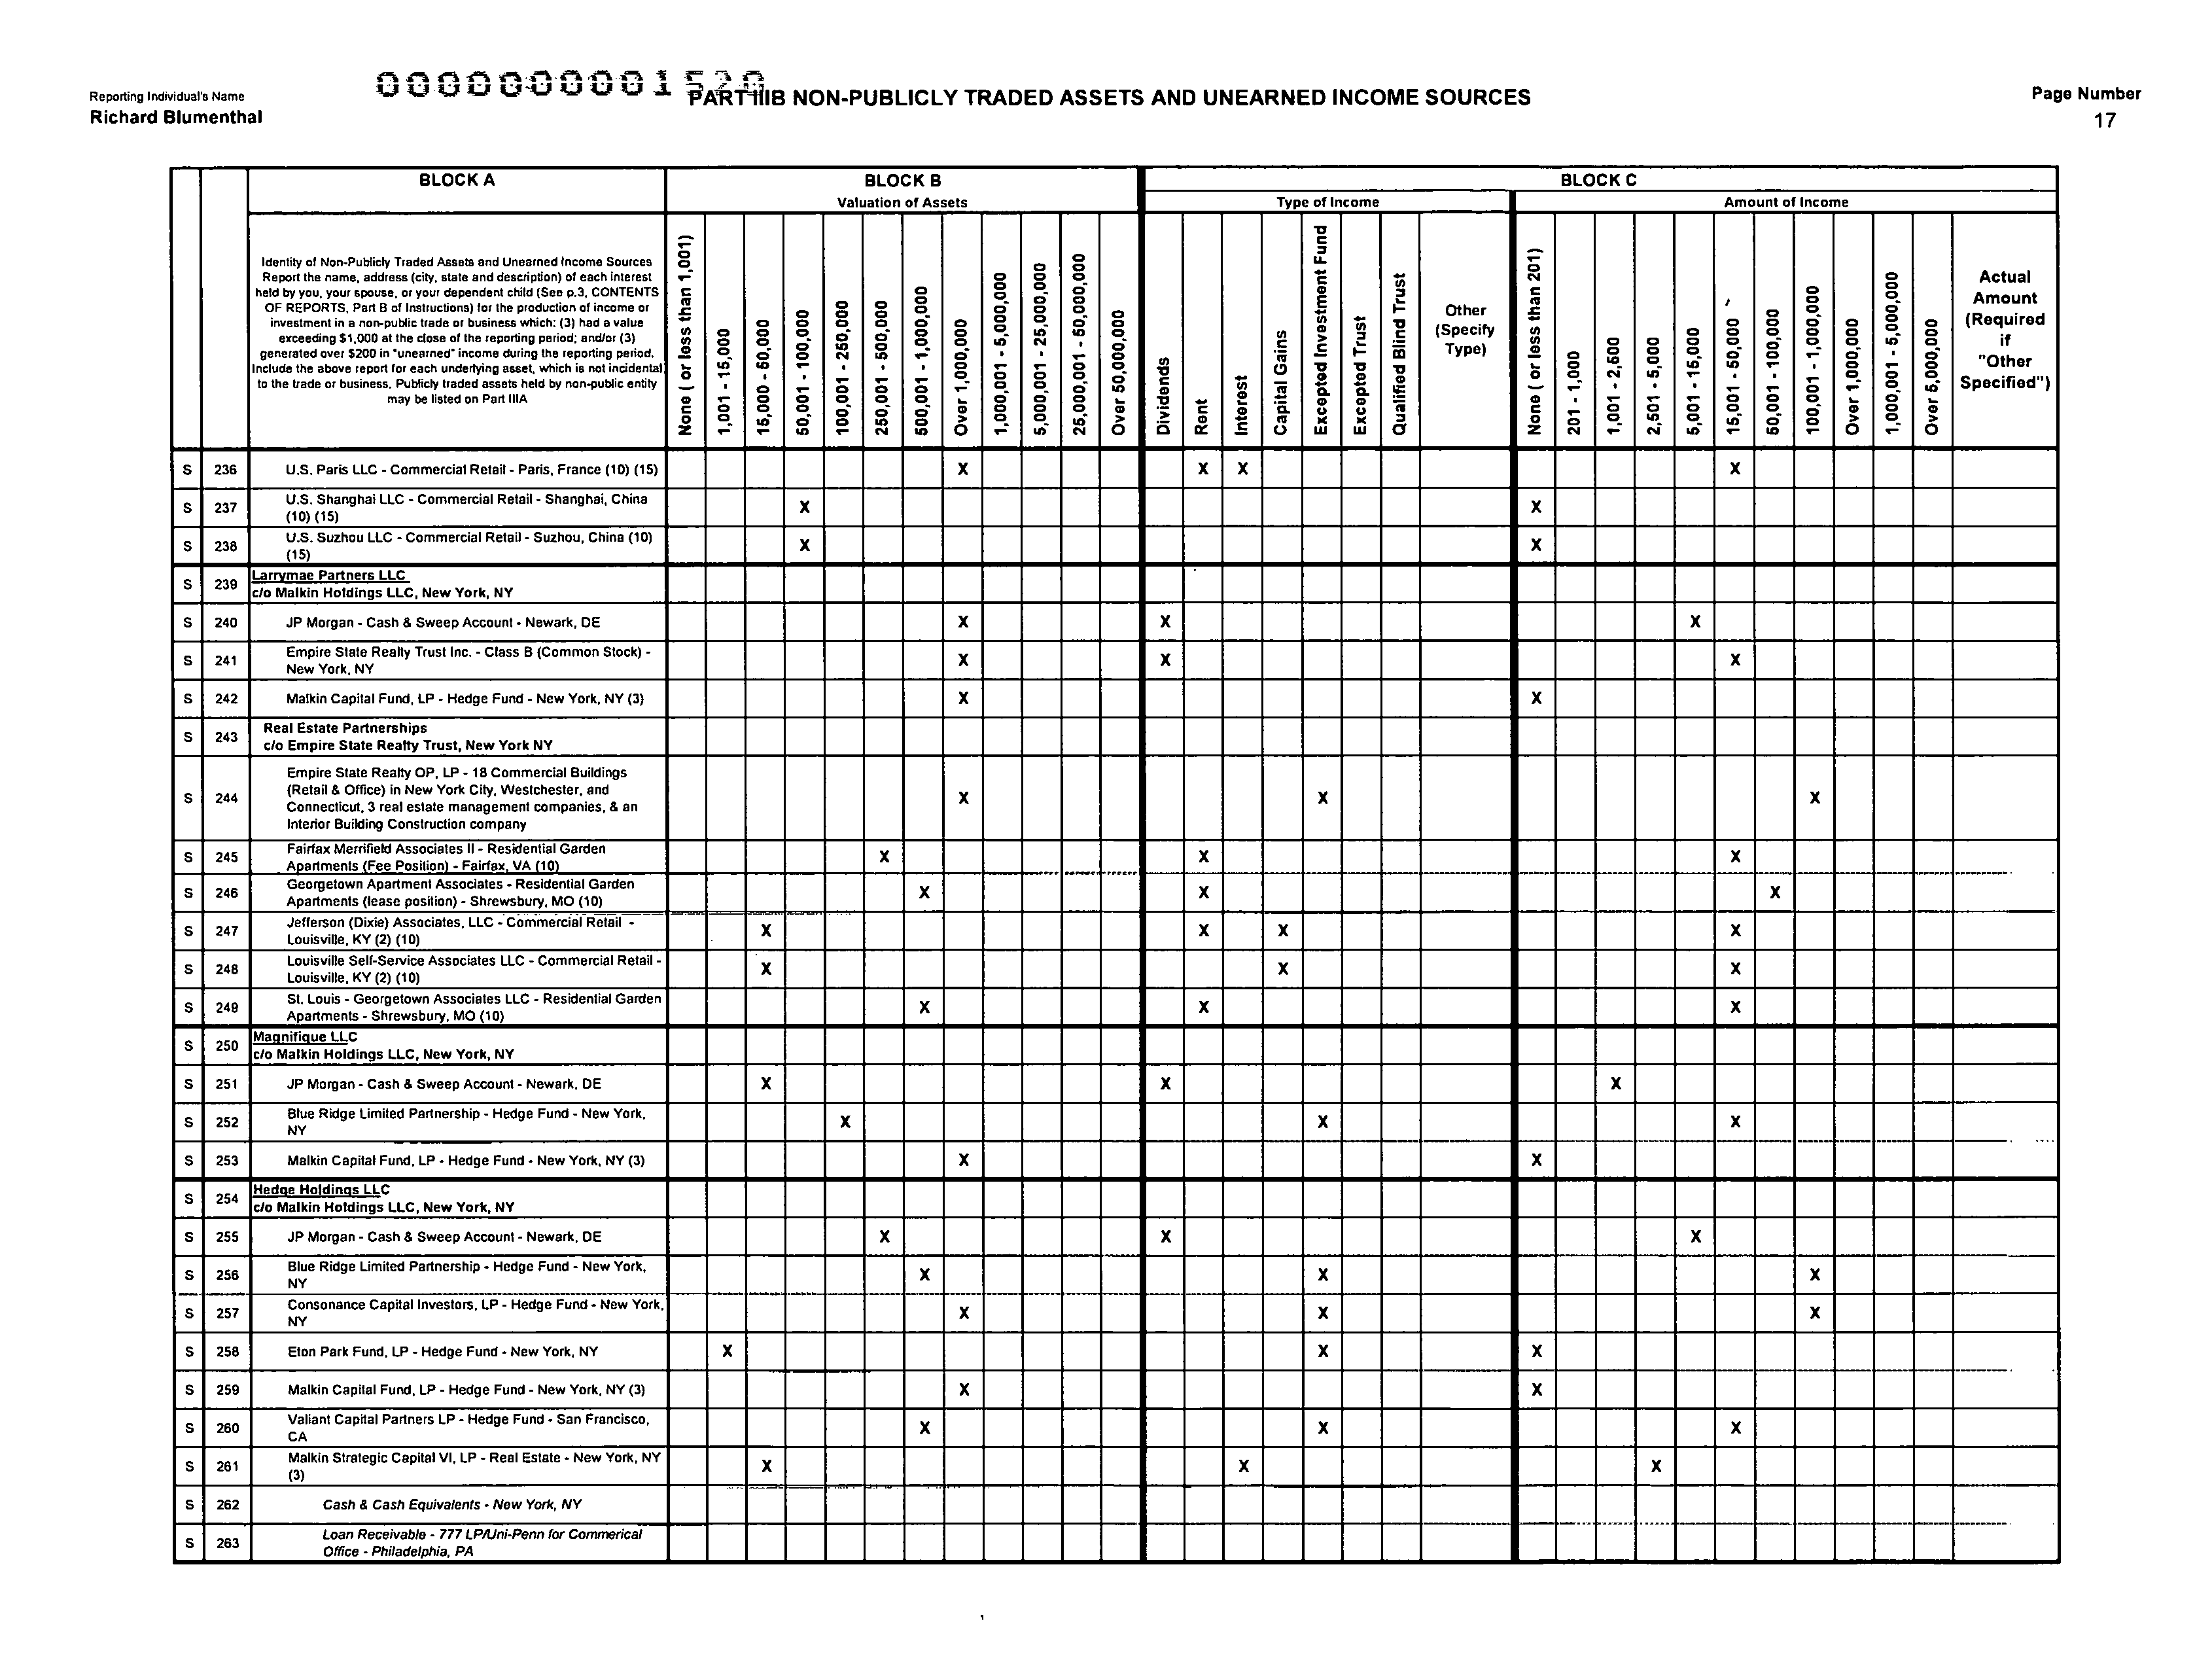 0000000001520
Reporting Individual's Name
Richard Blumenthal
PART IIIB NON-PUBLICLY TRADED ASSETS AND UNEARNED INCOME SOURCES
Page Number
17
BLOCK A
BLOCK B
BLOCK C
Valuation of Assets
Type of Income
Amount of Income
Identity of Non-Publicly Traded Assets and Unearned Income Sources
Report the name, address (city, state and description) of each interest
held by you, your spouse, or your dependent child (See p.3, CONTENTS
OF REPORTS, Part B of Instructions) for the production of income or
investment in a non-public trade or business which: (3) had a value
exceeding $1,000 at the close of the reporting period; and/or (3)
generated over $200 in "unearned" income during the reporting period.
Include the above report for each underlying asset, which is not incidental
to the trade or business. Publicly traded assets held by non-public entity
may be listed on Part IIIA
None ( or less than 1,001)
1,001 - 15,000
15,000 - 50,000
50,001 - 100,000
100,001 - 250,000
250,001 - 500,000
500,001 - 1,000,000
Over 1,000,000
1,000,001 - 5,000,000
5,000,001 - 25,000,000
25,000,001 - 50,000,000
Over 50,000,000
Dividends
Rent
Interest
Capital Gains
Excepted Investment Fund
Excepted Trust
Qualified Blind Trust
Other
(Specify
Type)
None ( or less than 201)
201 - 1,000
1,001 - 2,500
2,501 - 5,000
5,001 - 15,000
15,001 - 50,000
50,001 - 100,000
100,001 - 1,000,000
Over 1,000,000
1,000,001 - 5,000,000
Over 5,000,000
Actual
Amount
(Required
if
"Other
Specified")
S 236 U.S. Paris LLC - Commercial Retail - Paris, France (10) (15) X X X X
S 237 U.S. Shanghai LLC - Commercial Retail - Shanghai, China
(10) (15) X X
S 238 U.S. Suzhou LLC - Commercial Retail - Suzhou, China (10)
(15) X X
S 239 Larrymae Partners LLC
c/o Malkin Holdings LLC, New York, NY
S 240 JP Morgan - Cash & Sweep Account - Newark, DE X X X
S 241 Empire State Realty Trust Inc. - Class B (Common Stock) -
New York, NY X X X
S 242 Malkin Capital Fund, LP - Hedge Fund - New York, NY (3) X X
S 243 Real Estate Partnerships
c/o Empire State Realty Trust, New York NY
S 244 Empire State Realty OP, LP - 18 Commercial Buildings
(Retail & Office) in New York City, Westchester, and
Connecticut, 3 real estate management companies, & an
Interior Building Construction company X X X
S 245 Fairfax Merrifield Associates II - Residential Garden
Apartments (Fee Position) - Fairfax, VA (10) X X X
S 246 Georgetown Apartment Associates - Residential Garden
Apartments (lease position) - Shrewsbury, MO (10) X X X
S 247 Jefferson (Dixie) Associates, LLC - Commercial Retail -
Louisville, KY (2) (10) X X X X
S 248 Louisville Self-Service Associates LLC - Commercial Retail -
Louisville, KY (2) (10) X X X
S 249 St. Louis - Georgetown Associates LLC - Residential Garden
Apartments - Shrewsbury, MO (10) X X X
S 250 Magnifique LLC
c/o Malkin Holdings LLC, New York, NY
S 251 JP Morgan - Cash & Sweep Account - Newark, DE X X X
S 252 Blue Ridge Limited Partnership - Hedge Fund - New York,
NY X X X
S 253 Malkin Capital Fund, LP - Hedge Fund - New York, NY (3) X X
S 254 Hedge Holdings LLC
c/o Malkin Holdings LLC, New York, NY
S 255 JP Morgan - Cash & Sweep Account - Newark, DE X X X
S 256 Blue Ridge Limited Partnership - Hedge Fund - New York,
NY X X X
S 257 Consonance Capital Investors, LP - Hedge Fund - New York,
NY X X X
S 258 Eton Park Fund, LP - Hedge Fund - New York, NY X X X
S 259 Malkin Capital Fund, LP - Hedge Fund - New York, NY (3) X X
S 260 Valiant Capital Partners LP - Hedge Fund - San Francisco,
CA X X X
S 261 Malkin Strategic Capital VI, LP - Real Estate - New York, NY
(3) X X X
S 262 Cash & Cash Equivalents - New York, NY
S 263 Loan Receivable - 777 LP/Uni-Penn for Commerical
Office - Philadelphia, PA